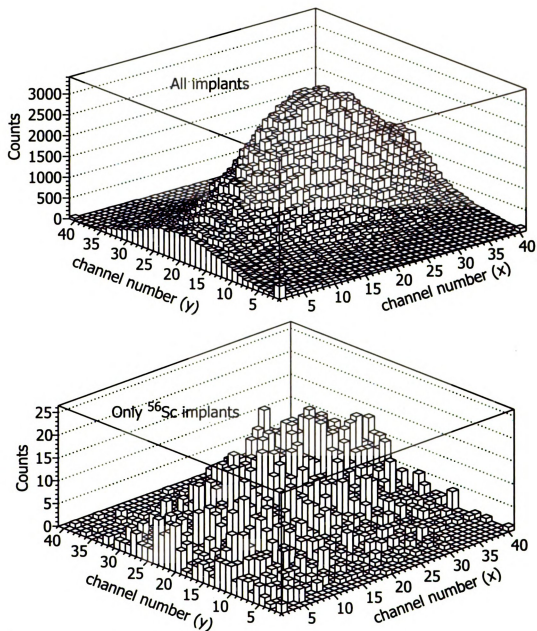 All implants
Counts
3000
2500
2000
1500
1000
500
0
40 35 30 25 20 15 10 5
channel number (y)
5 10 15 20 25 30 35 40
channel number (x)
Only ⁵⁶Sc implants
Counts
25
20
15
10
5
0
40 35 30 25 20 15 10 5
channel number (y)
5 10 15 20 25 30 35 40
channel number (x)